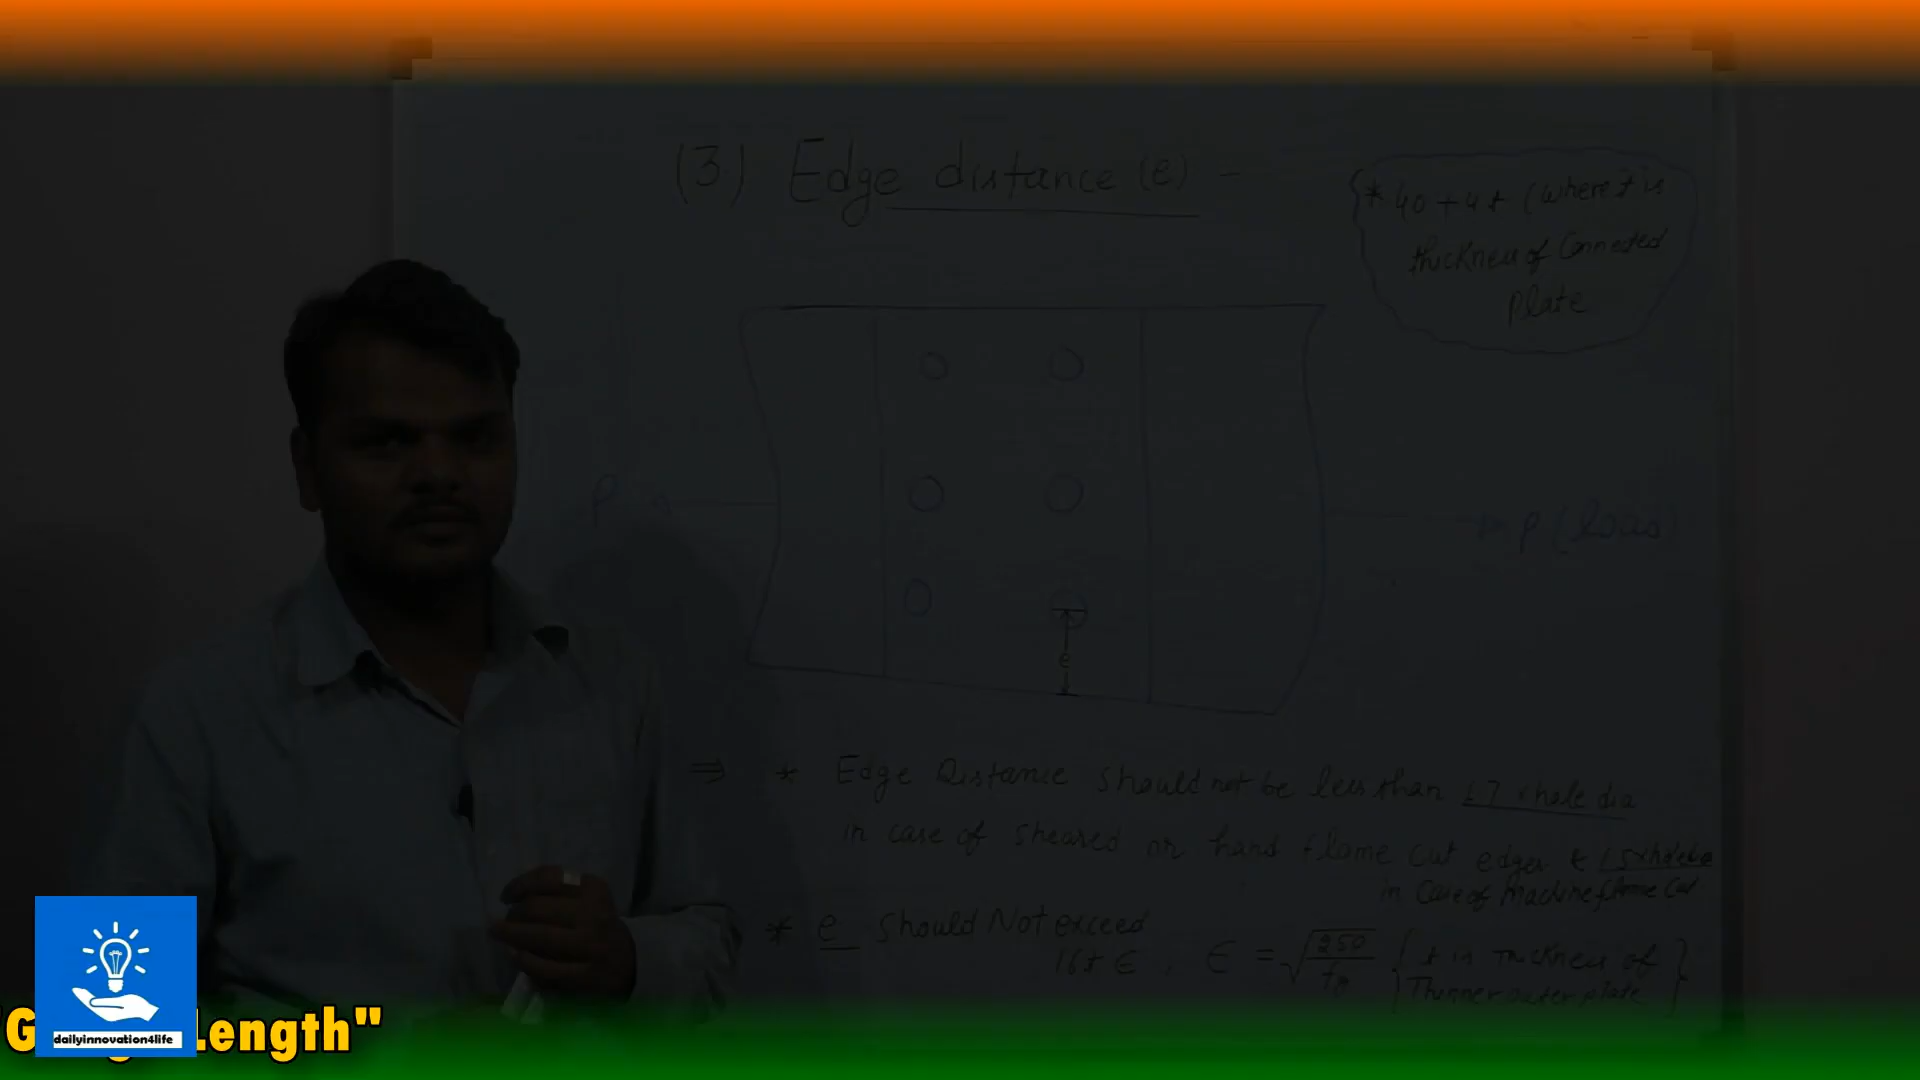 (3) Edge distance (e) -
* 40 + 4t (where t is
thickness of Connected
plate
P
P (load)
e
⇒ * Edge Distance should not be less than 1.7 x hole dia
in case of sheared or hand flame cut edges & 1.5 x hole dia
in case of machine flame cut
* e should Not exceed
16t ϵ , ϵ = √250/fy { t is thickness of
Thinner outer plate }
Length"
dailyinnovation4life